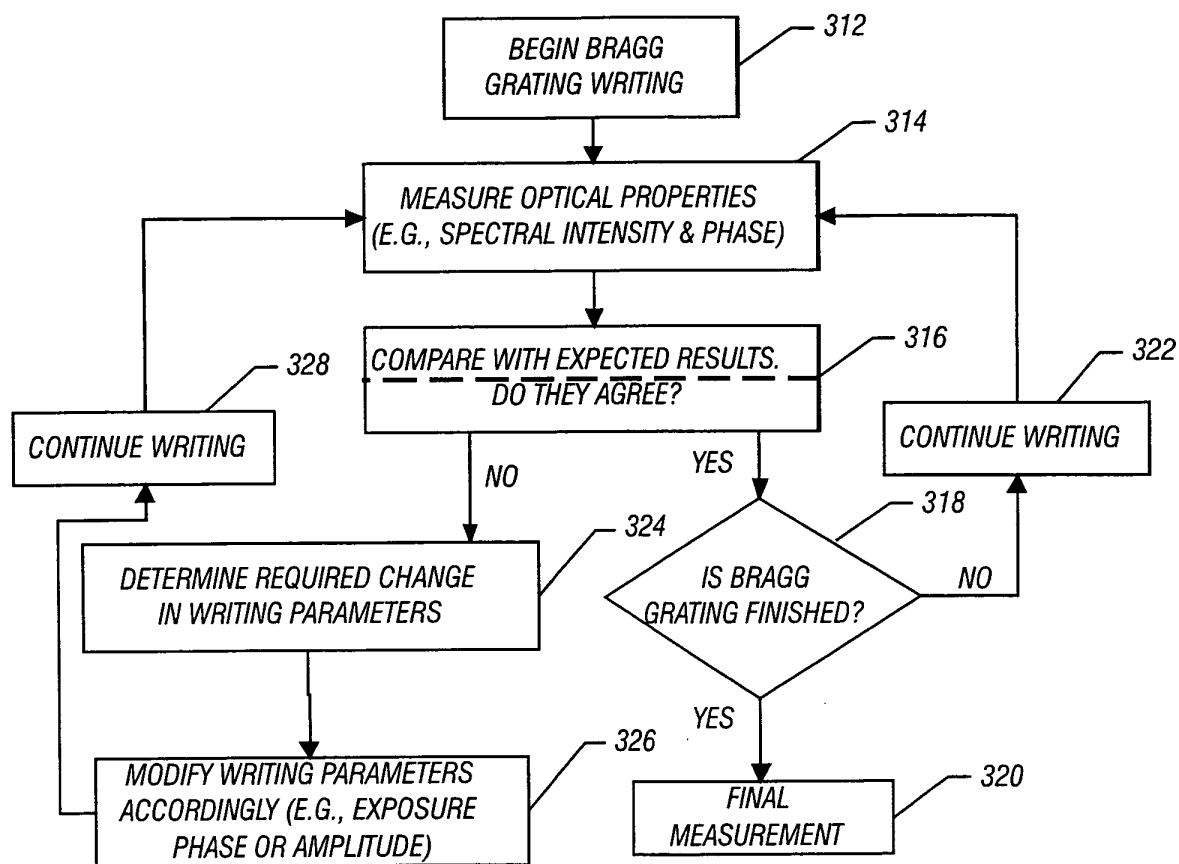 BEGIN BRAGG
GRATING WRITING
312
MEASURE OPTICAL PROPERTIES
(E.G., SPECTRAL INTENSITY & PHASE)
314
COMPARE WITH EXPECTED RESULTS.
DO THEY AGREE?
316
328
CONTINUE WRITING
322
CONTINUE WRITING
NO
YES
324
DETERMINE REQUIRED CHANGE
IN WRITING PARAMETERS
318
IS BRAGG
GRATING FINISHED?
NO
YES
326
MODIFY WRITING PARAMETERS
ACCORDINGLY (E.G., EXPOSURE
PHASE OR AMPLITUDE)
320
FINAL
MEASUREMENT